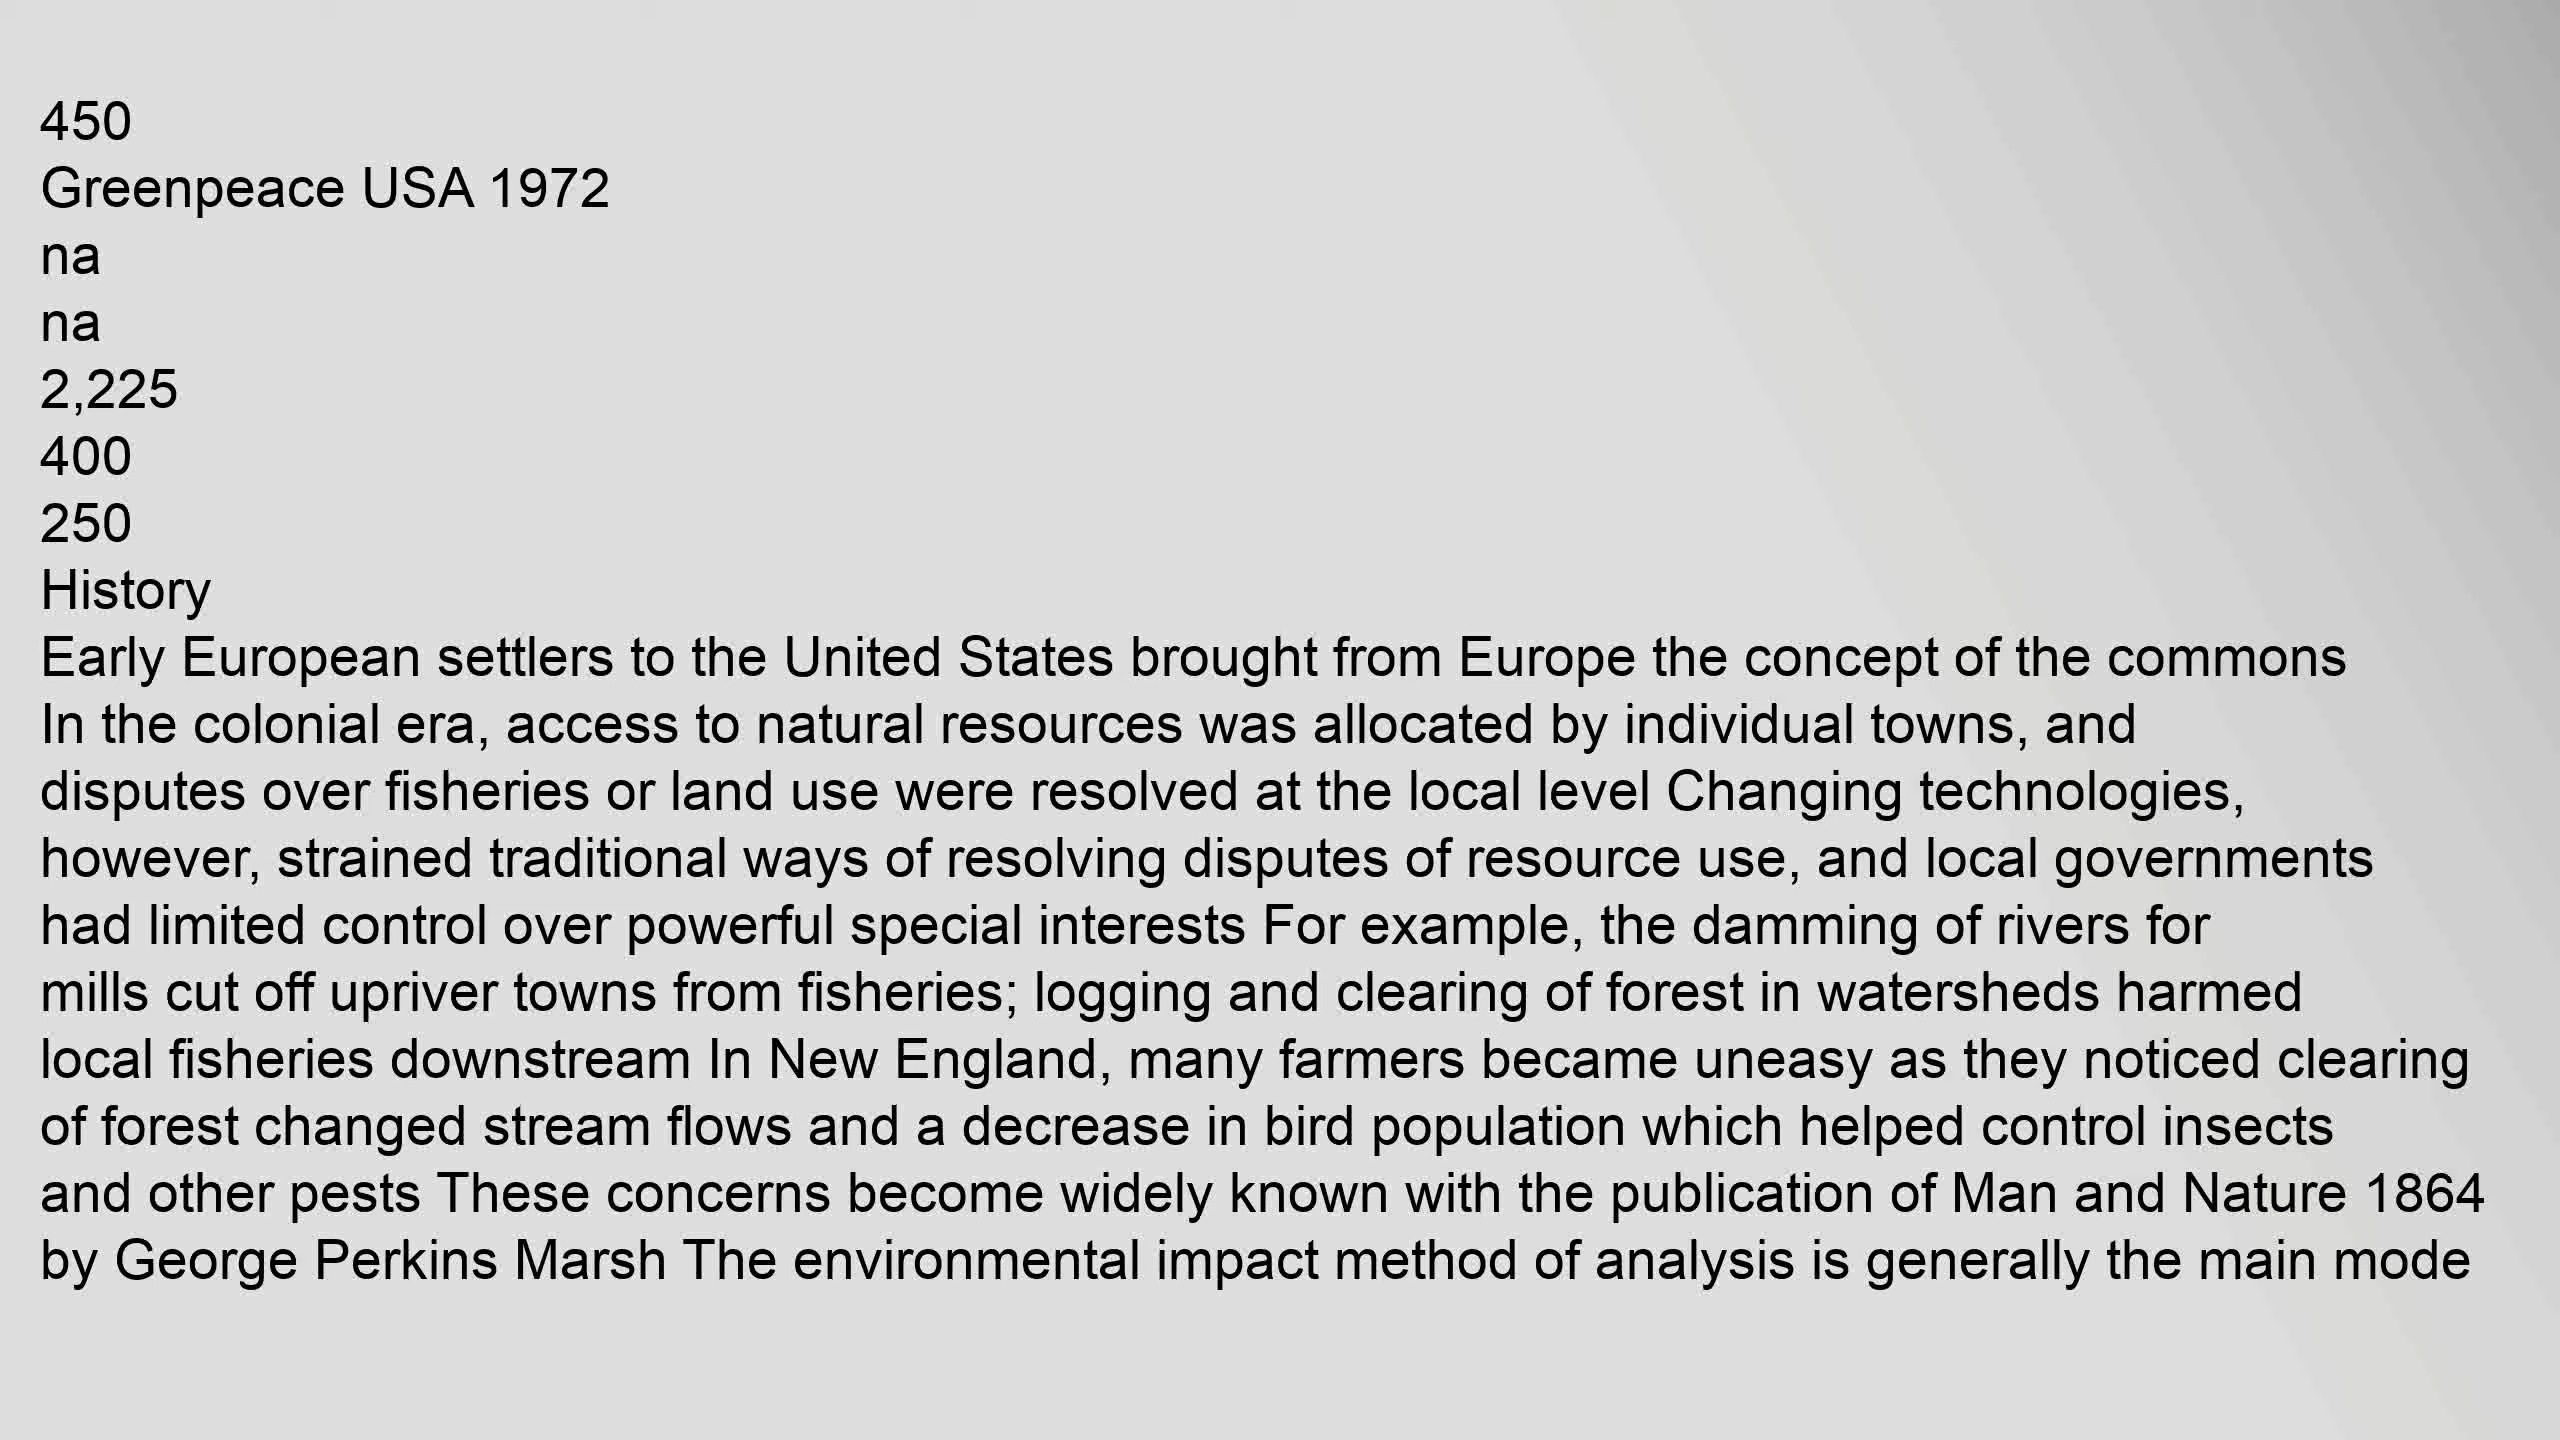 450
Greenpeace USA 1972
na
na
2,225
400
250
History
Early European settlers to the United States brought from Europe the concept of the commons
In the colonial era, access to natural resources was allocated by individual towns, and
disputes over fisheries or land use were resolved at the local level Changing technologies,
however, strained traditional ways of resolving disputes of resource use, and local governments
had limited control over powerful special interests For example, the damming of rivers for
mills cut off upriver towns from fisheries; logging and clearing of forest in watersheds harmed
local fisheries downstream In New England, many farmers became uneasy as they noticed clearing
of forest changed stream flows and a decrease in bird population which helped control insects
and other pests These concerns become widely known with the publication of Man and Nature 1864
by George Perkins Marsh The environmental impact method of analysis is generally the main mode